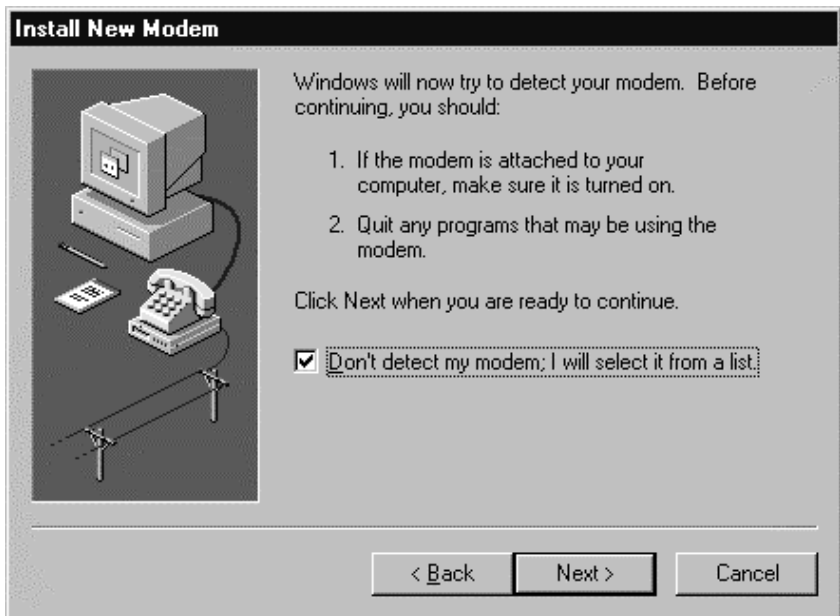 Install New Modem
Windows will now try to detect your modem. Before
continuing, you should:
1. If the modem is attached to your
computer, make sure it is turned on.
2. Quit any programs that may be using the
modem.
Click Next when you are ready to continue.
Don't detect my modem; I will select it from a list.
< Back
Next >
Cancel